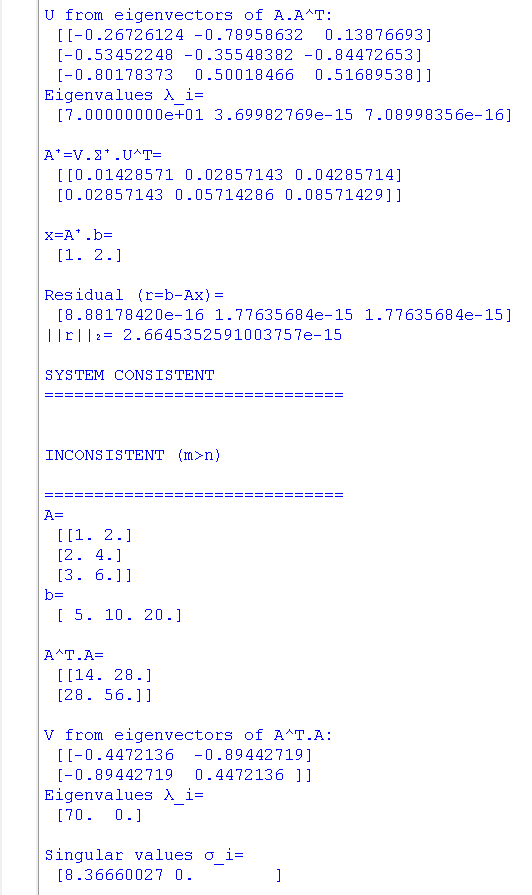 U from eigenvectors of A.A^T:
[[-0.26726124 -0.78958632  0.13876693]
[-0.53452248 -0.35548382 -0.84472653]
[-0.80178373  0.50018466  0.51689538]]
Eigenvalues λ_i=
[7.00000000e+01 3.69982769e-15 7.08998356e-16]
A⁺=V.Σ⁺.U^T=
[[0.01428571 0.02857143 0.04285714]
[0.02857143 0.05714286 0.08571429]]
x=A⁺.b=
[1. 2.]
Residual (r=b-Ax)=
[8.88178420e-16 1.77635684e-15 1.77635684e-15]
||r||₂= 2.6645352591003757e-15
SYSTEM CONSISTENT
==============================
INCONSISTENT (m>n)
==============================
A=
[[1. 2.]
[2. 4.]
[3. 6.]]
b=
[ 5. 10. 20.]
A^T.A=
[[14. 28.]
[28. 56.]]
V from eigenvectors of A^T.A:
[[-0.4472136  -0.89442719]
[-0.89442719  0.4472136 ]]
Eigenvalues λ_i=
[70.  0.]
Singular values σ_i=
[8.36660027 0.        ]